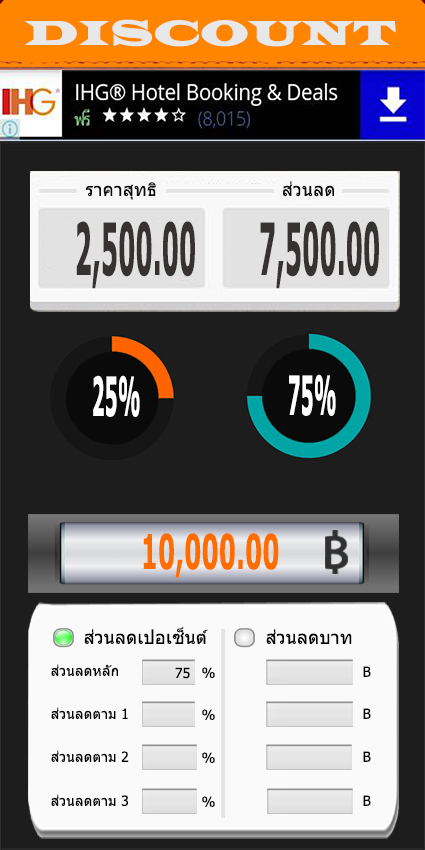 DISCOUNT
IHG® IHG® Hotel Booking & Deals
ฟรี (8,015)
ราคาสุทธิ ส่วนลด
2,500.00 7,500.00
25% 75%
10,000.00 ฿
ส่วนลดเปอเซ็นต์ ส่วนลดบาท
ส่วนลดหลัก 75 % B
ส่วนลดตาม 1 % B
ส่วนลดตาม 2 % B
ส่วนลดตาม 3 % B